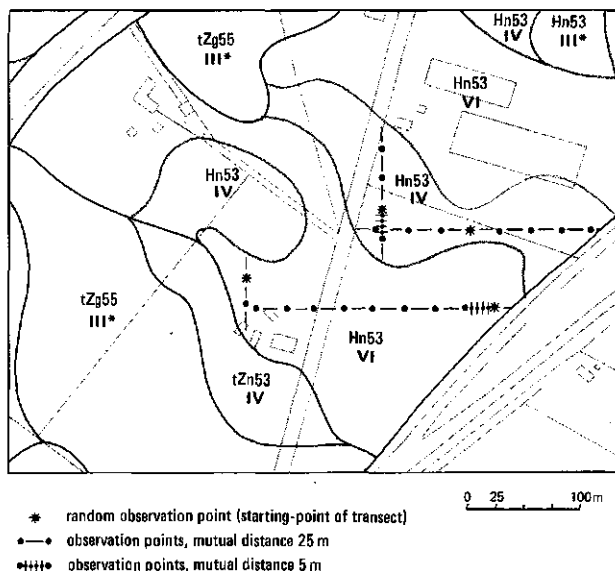 tZg55
III*
Hn53
IV
Hn53
III*
Hn53
VI
Hn53
IV
Hn53
IV
tZg55
III*
Hn53
VI
tZn53
IV
random observation point (starting-point of transect)
observation points, mutual distance 25 m
observation points, mutual distance 5 m
0 25 100m